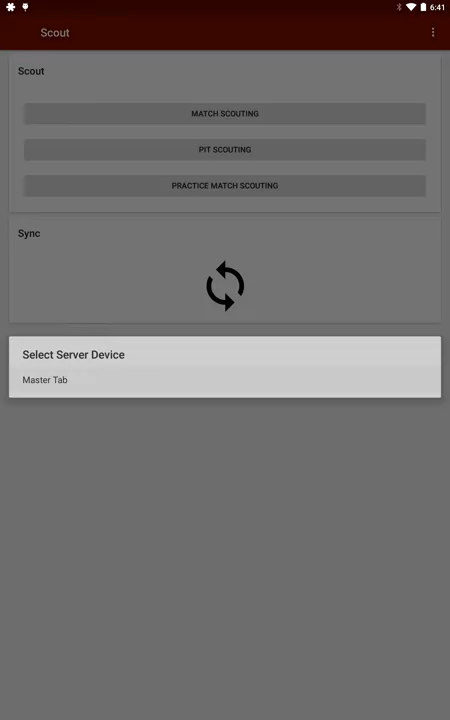 6:41
Scout
Scout
MATCH SCOUTING
PIT SCOUTING
PRACTICE MATCH SCOUTING
Sync
Select Server Device
Master Tab